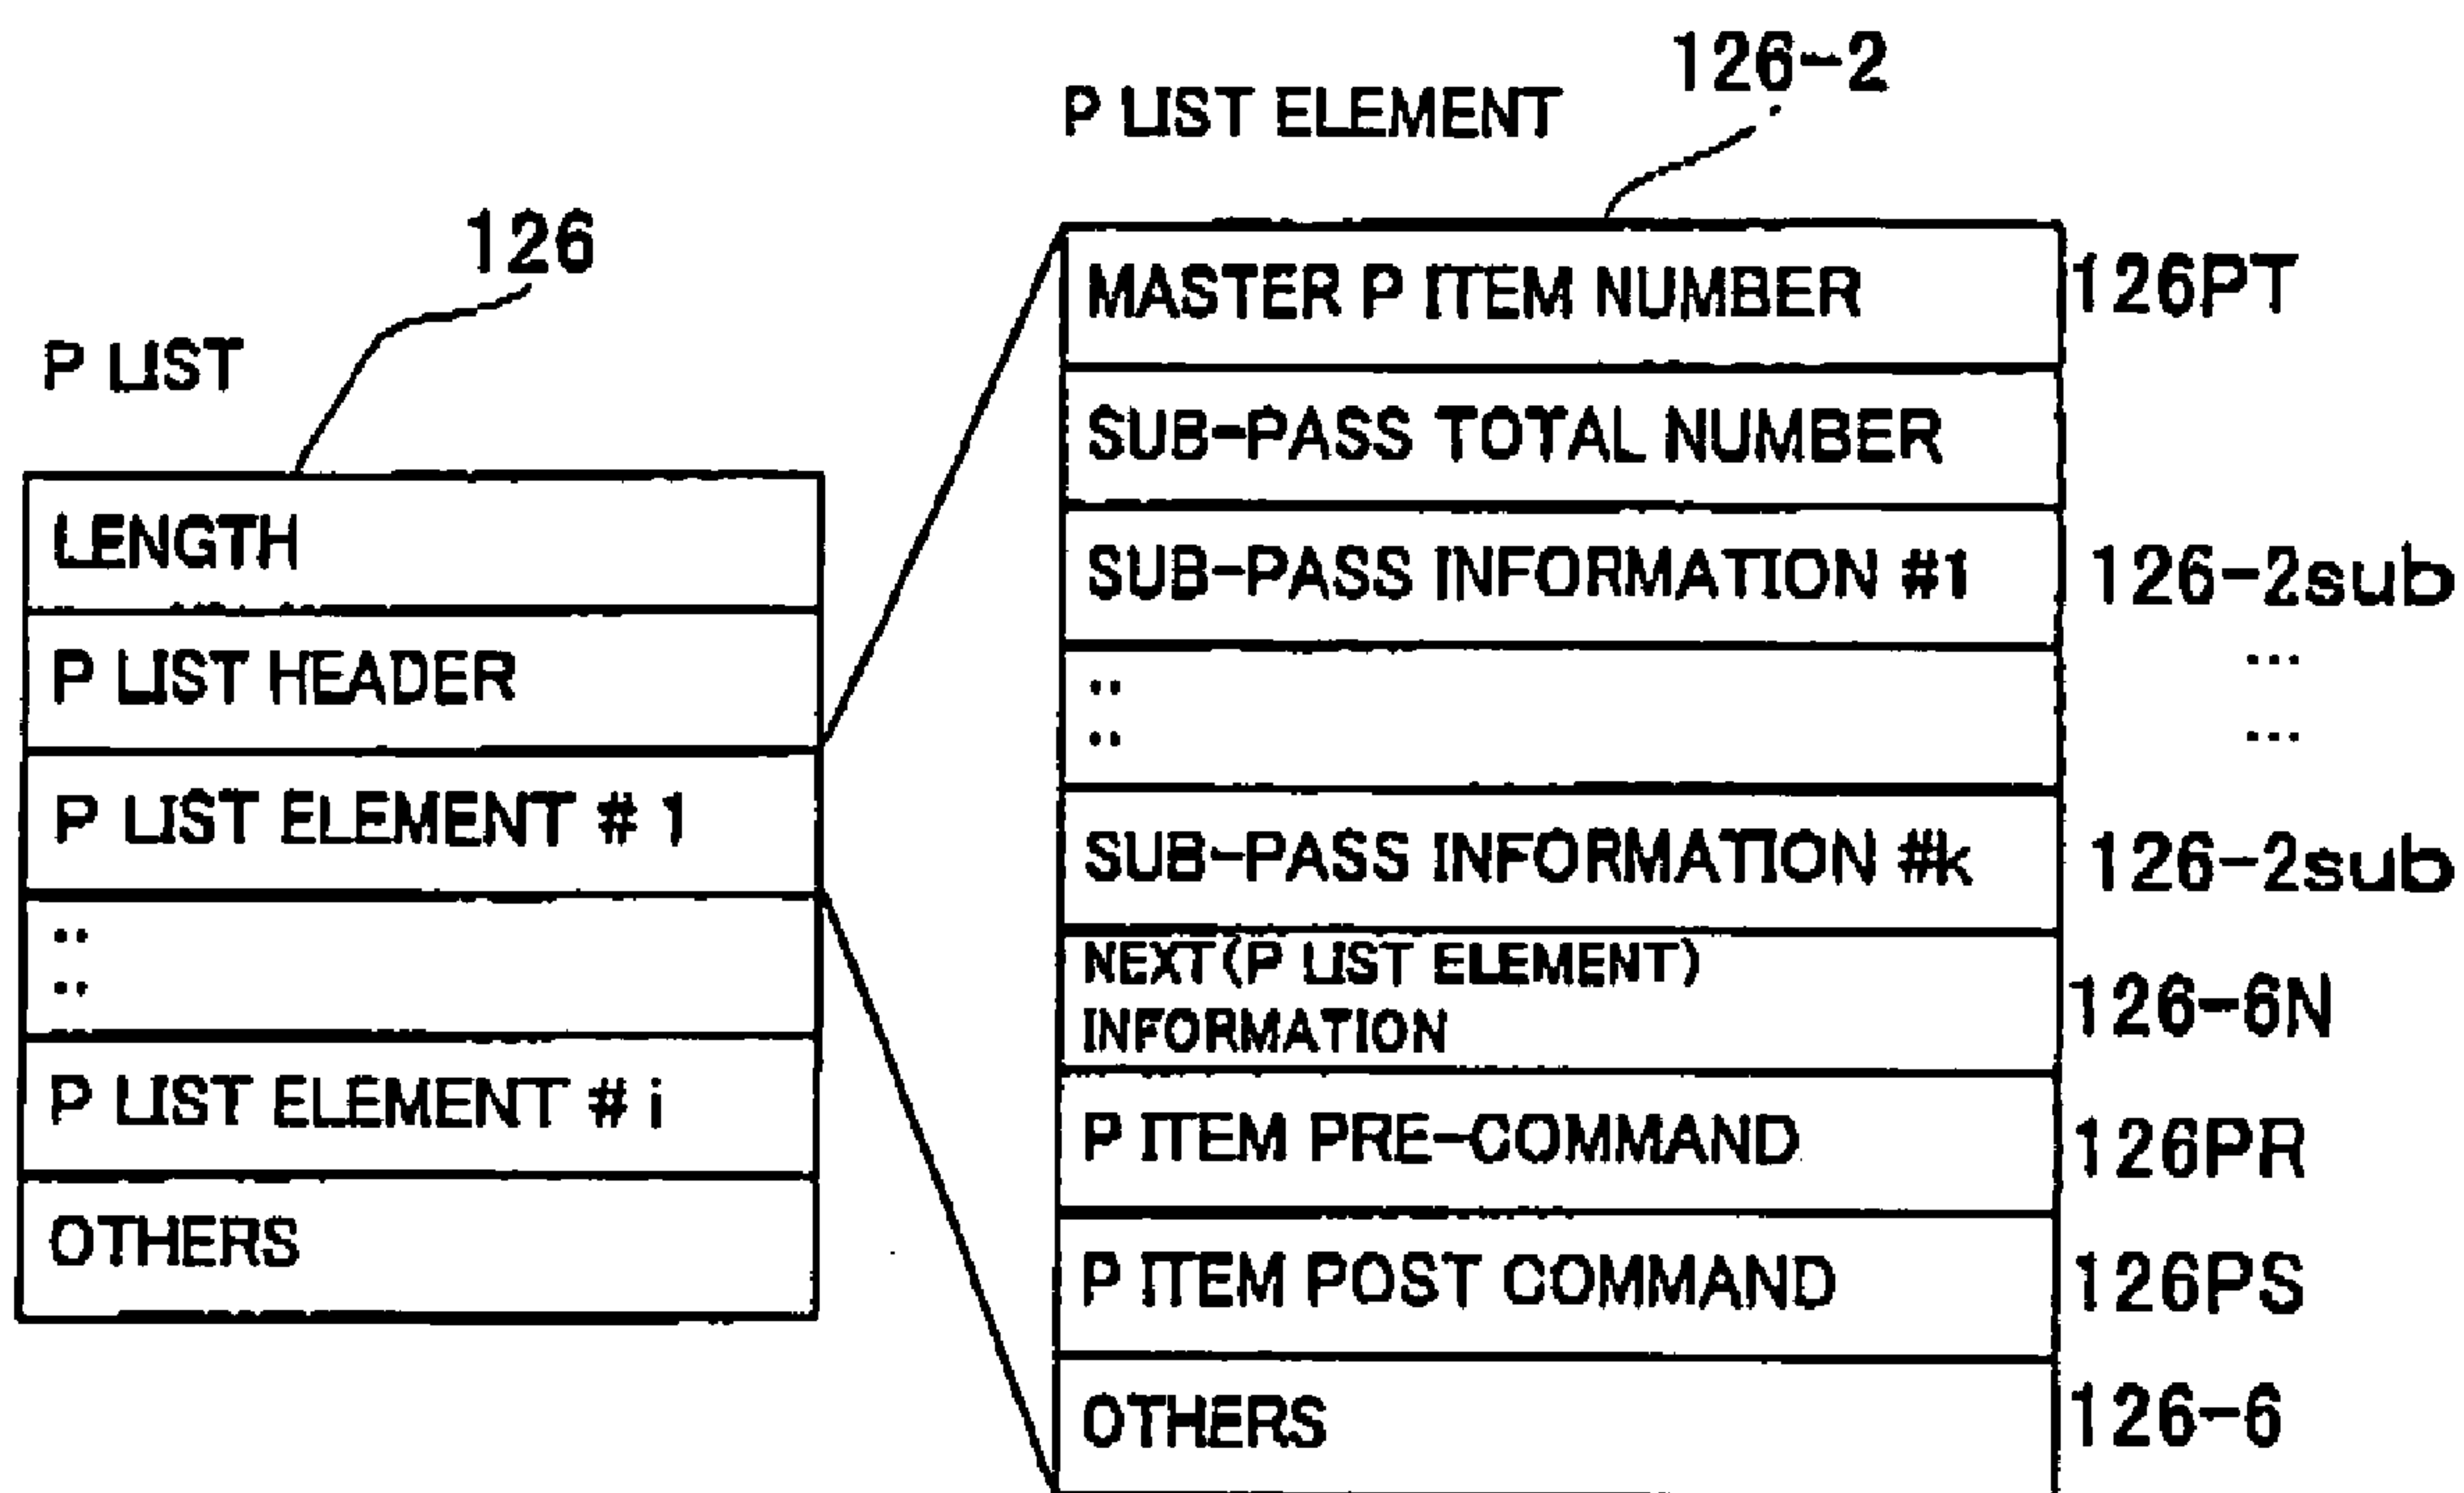 126
P LIST
LENGTH
P LIST HEADER
P LIST ELEMENT # 1
::
P LIST ELEMENT # i
OTHERS
126-2
P LIST ELEMENT
MASTER P ITEM NUMBER 126PT
SUB-PASS TOTAL NUMBER
SUB-PASS INFORMATION #1 126-2sub
:: ...
...
SUB-PASS INFORMATION #k 126-2sub
NEXT(P LIST ELEMENT)
INFORMATION 126-6N
P ITEM PRE-COMMAND 126PR
P ITEM POST COMMAND 126PS
OTHERS 126-6